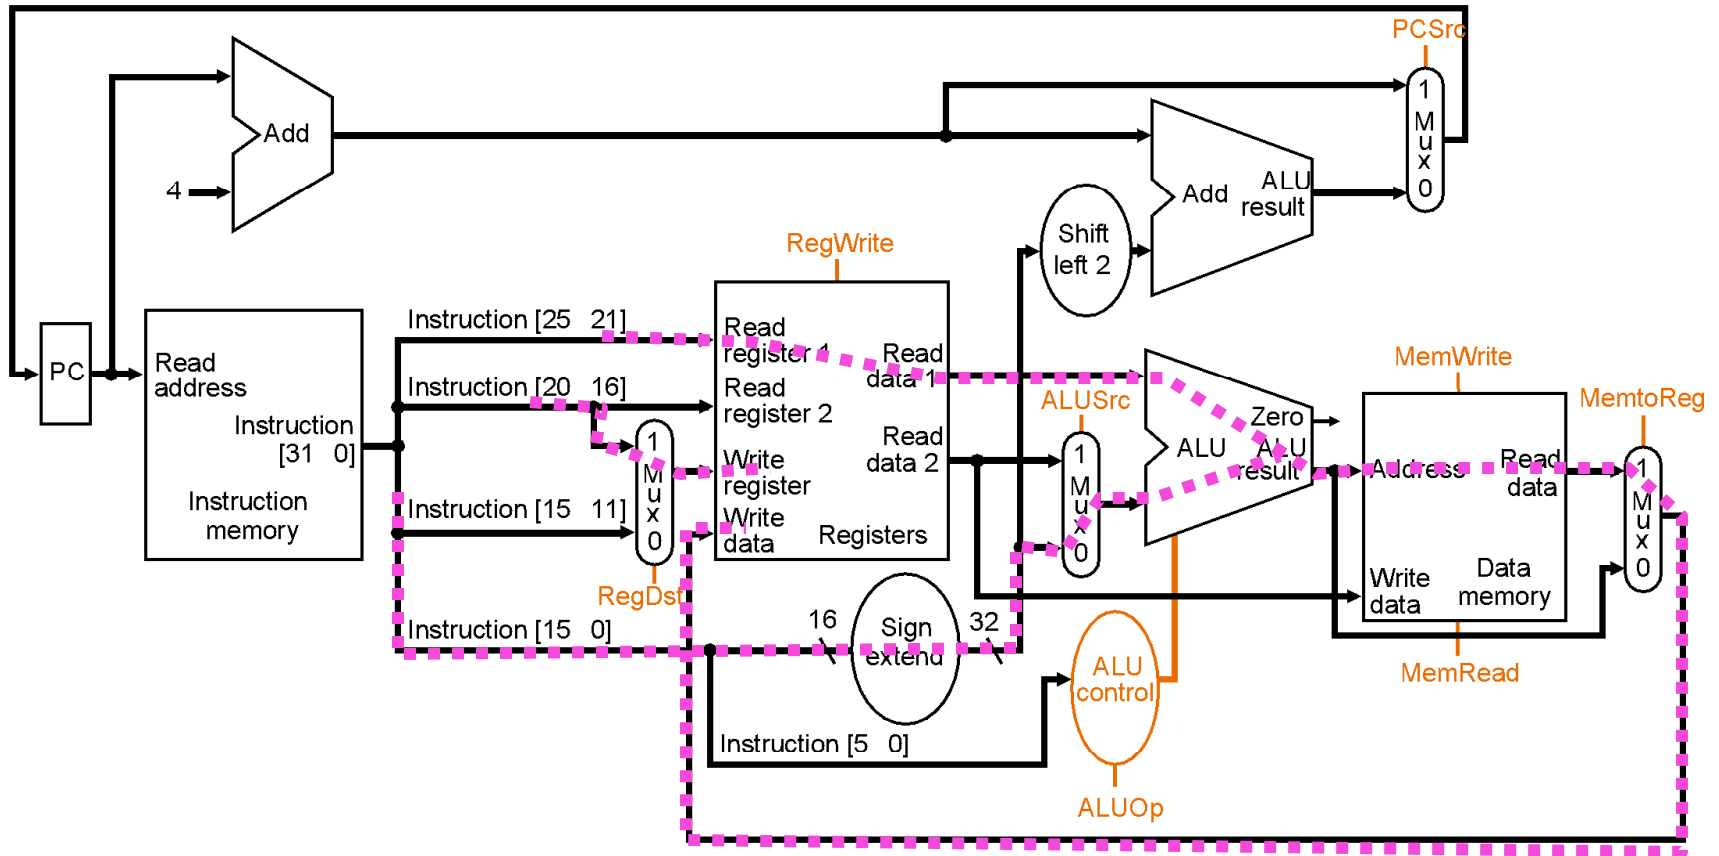 PCSrc
1
M
u
x
0
Add
4
Add
ALU
result
Shift
left 2
RegWrite
Instruction [25 21]
Read
register 1
Read
data 1
PC
Read
address
Instruction [20 16]
Read
register 2
Instruction
[31 0]
Instruction
memory
1
M
u
x
0
RegDst
Write
register
Read
data 2
Instruction [15 11]
Write
data
Registers
ALUSrc
1
M
u
x
0
Zero
ALU
ALU
result
MemWrite
Address
Read
data
Write
data
Data
memory
MemRead
MemtoReg
1
M
u
x
0
Instruction [15 0]
16
Sign
extend
32
ALU
control
Instruction [5 0]
ALUOp